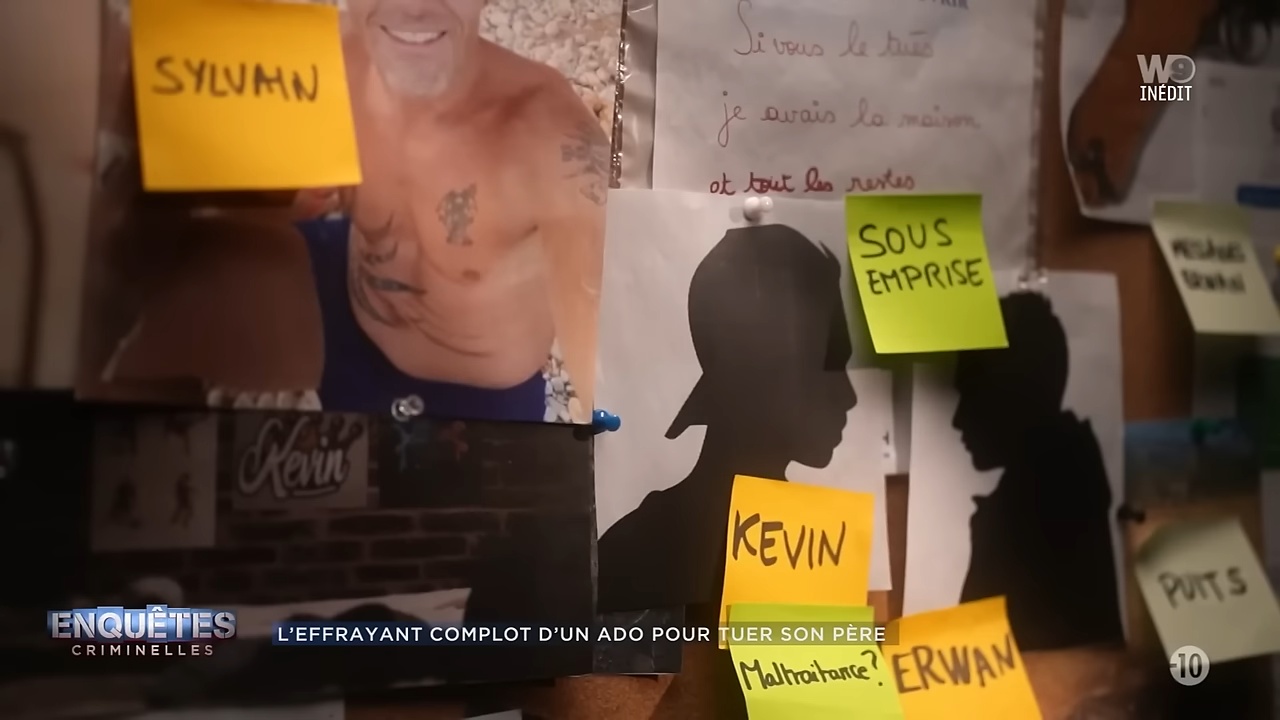 SYLVAIN
Si vous le tués
je avais la maison
et tout les restes
W9
INÉDIT
SOUS
EMPRISE
Kevin
KEVIN
Maltraitance?
ERWAN
PUITS
ENQUÊTES
CRIMINELLES
L'EFFRAYANT COMPLOT D'UN ADO POUR TUER SON PÈRE
-10